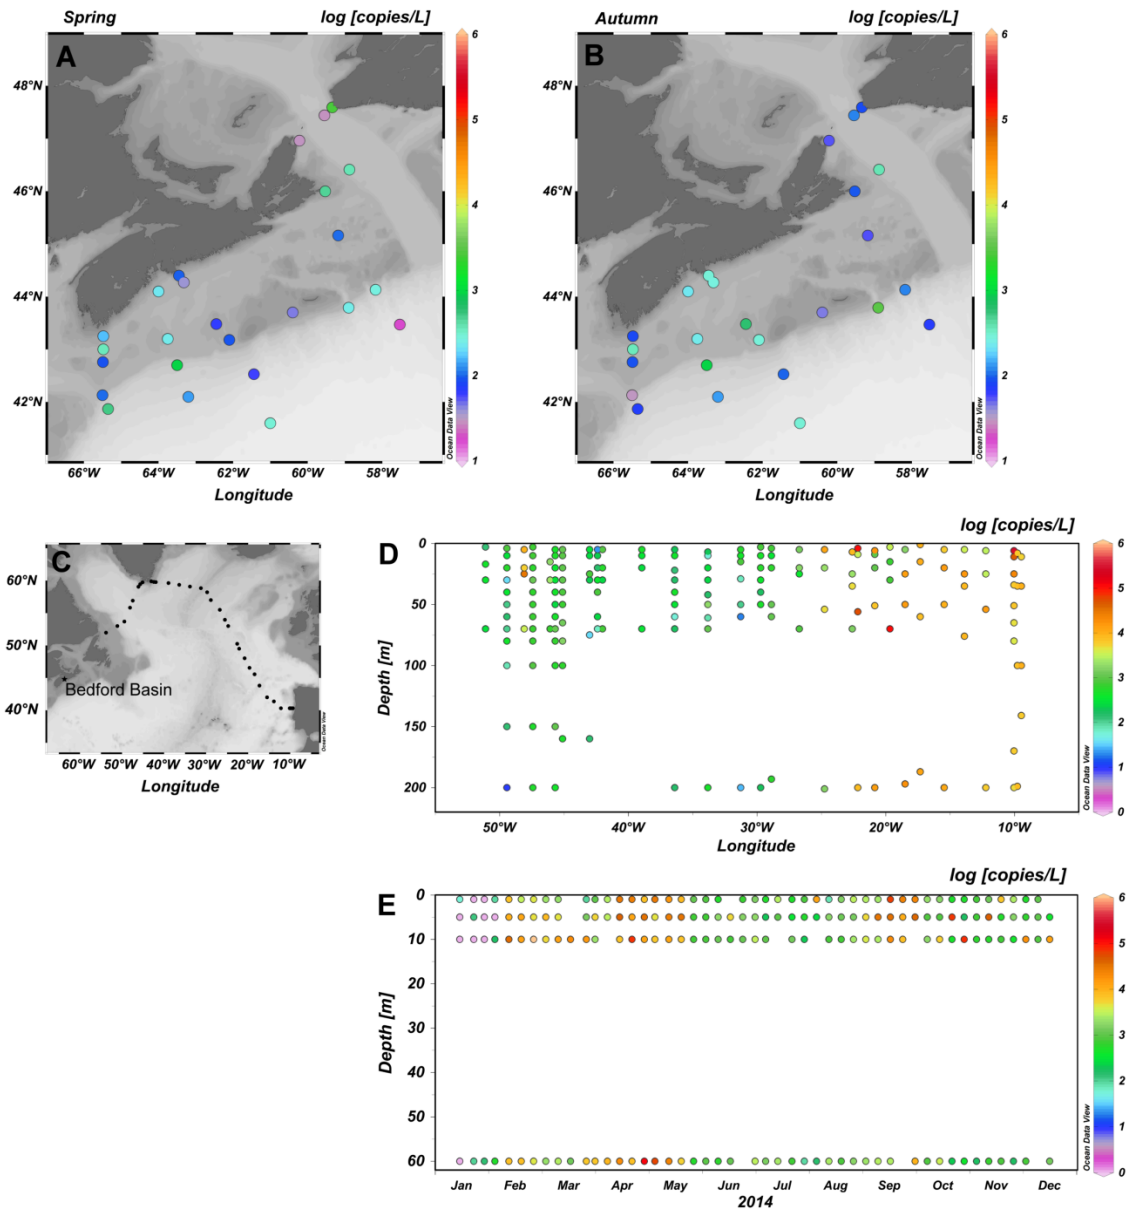 Spring
log [copies/L]
Autumn
log [copies/L]
A
B
48°N
46°N
44°N
42°N
66°W 64°W 62°W 60°W 58°W
Longitude
6
5
4
3
2
1
Ocean Data View
48°N
46°N
44°N
42°N
66°W 64°W 62°W 60°W 58°W
Longitude
6
5
4
3
2
1
Ocean Data View
C
60°N
50°N
40°N
Bedford Basin
60°W 50°W 40°W 30°W 20°W 10°W
Longitude
Ocean Data View
D
log [copies/L]
Depth [m]
0
50
100
150
200
50°W 40°W 30°W 20°W 10°W
Longitude
6
5
4
3
2
1
0
Ocean Data View
E
log [copies/L]
Depth [m]
0
10
20
30
40
50
60
Jan Feb Mar Apr May Jun Jul Aug Sep Oct Nov Dec
2014
6
5
4
3
2
1
0
Ocean Data View